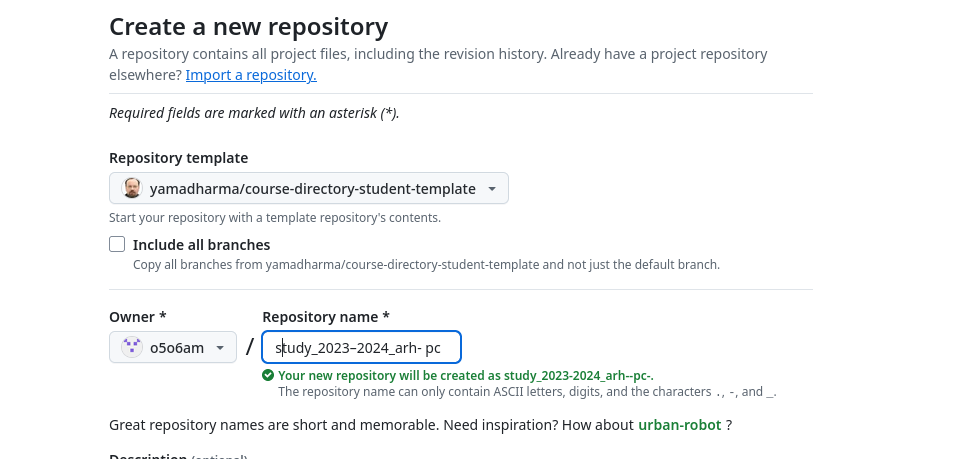 Create a new repository
A repository contains all project files, including the revision history. Already have a project repository
elsewhere? Import a repository.
Required fields are marked with an asterisk (*).
Repository template
yamadharma/course-directory-student-template
Start your repository with a template repository's contents.
Include all branches
Copy all branches from yamadharma/course-directory-student-template and not just the default branch.
Owner * Repository name *
o5o6am / study_2023–2024_arh- pc
Your new repository will be created as study_2023-2024_arh--pc-.
The repository name can only contain ASCII letters, digits, and the characters ., -, and _.
Great repository names are short and memorable. Need inspiration? How about urban-robot ?
Description (optional)